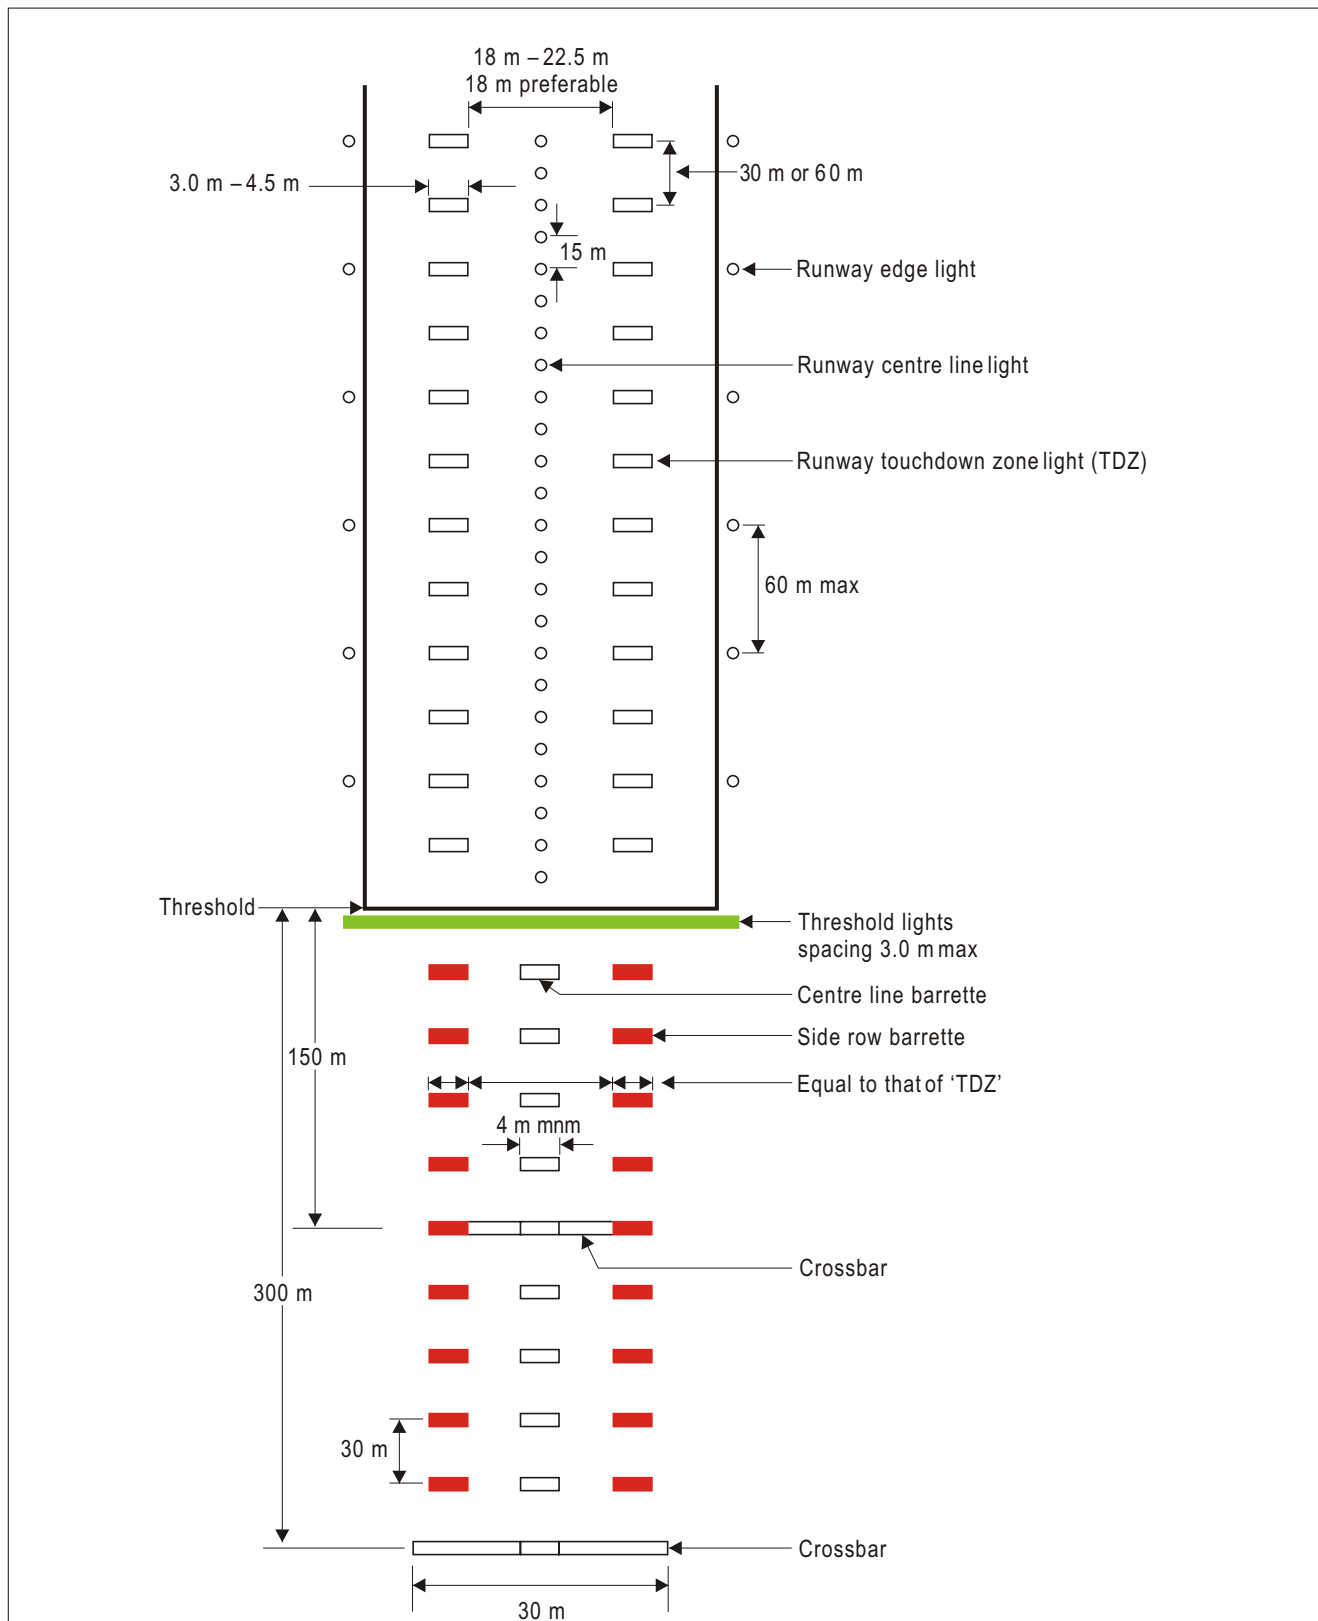 18 m – 22.5 m
18 m preferable
3.0 m – 4.5 m
30 m or 60 m
15 m
Runway edge light
Runway centre line light
Runway touchdown zone light (TDZ)
60 m max
Threshold
Threshold lights
spacing 3.0 m max
Centre line barrette
Side row barrette
150 m
Equal to that of ‘TDZ’
4 m mnm
Crossbar
300 m
30 m
Crossbar
30 m